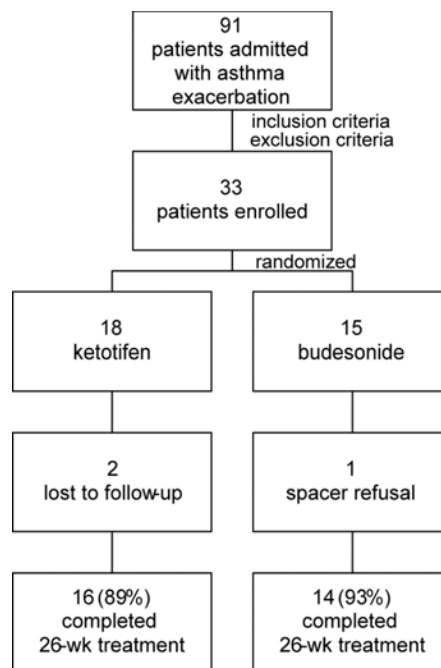 91
patients admitted
with asthma
exacerbation
inclusion criteria
exclusion criteria
33
patients enrolled
randomized
18
ketotifen
15
budesonide
2
lost to follow-up
1
spacer refusal
16 (89%)
completed
26-wk treatment
14 (93%)
completed
26-wk treatment